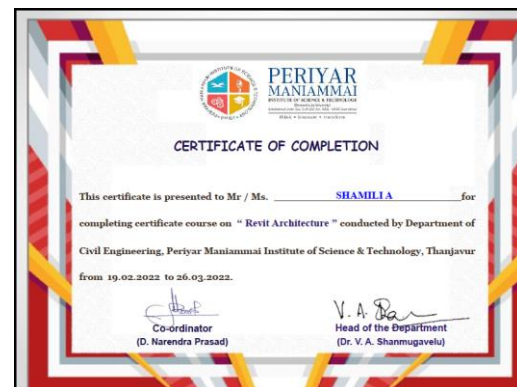 PERIYAR
MANIAMMAI
INSTITUTE OF SCIENCE & TECHNOLOGY
CERTIFICATE OF COMPLETION
This certificate is presented to Mr / Ms. SHAMILI A for
completing certificate course on " Revit Architecture " conducted by Department of
Civil Engineering, Periyar Maniammai Institute of Science & Technology, Thanjavur
from 19.02.2022 to 26.03.2022.
V. A.
Co-ordinator
(D. Narendra Prasad)
Head of the Department
(Dr. V. A. Shanmugavelu)